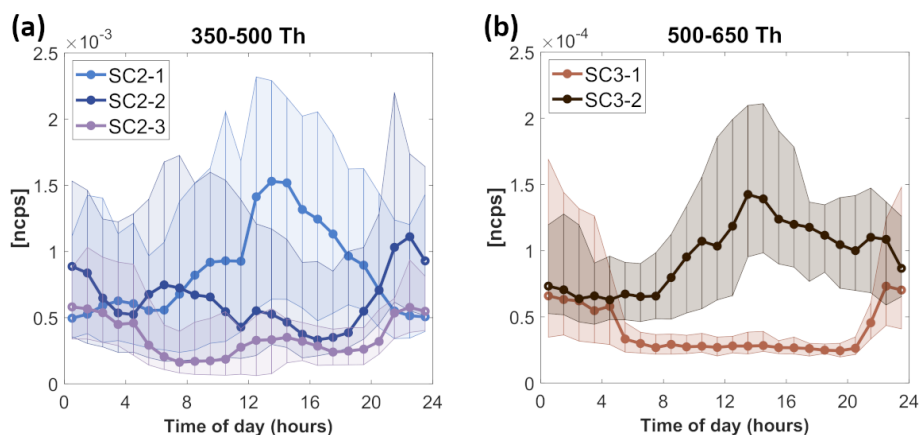 (a)
350-500 Th
× 10⁻³
2.5
2
1.5
1
0.5
0
[ncps]
SC2-1
SC2-2
SC2-3
0 4 8 12 16 20 24
Time of day (hours)
(b)
500-650 Th
× 10⁻⁴
2.5
2
1.5
1
0.5
0
[ncps]
SC3-1
SC3-2
0 4 8 12 16 20 24
Time of day (hours)